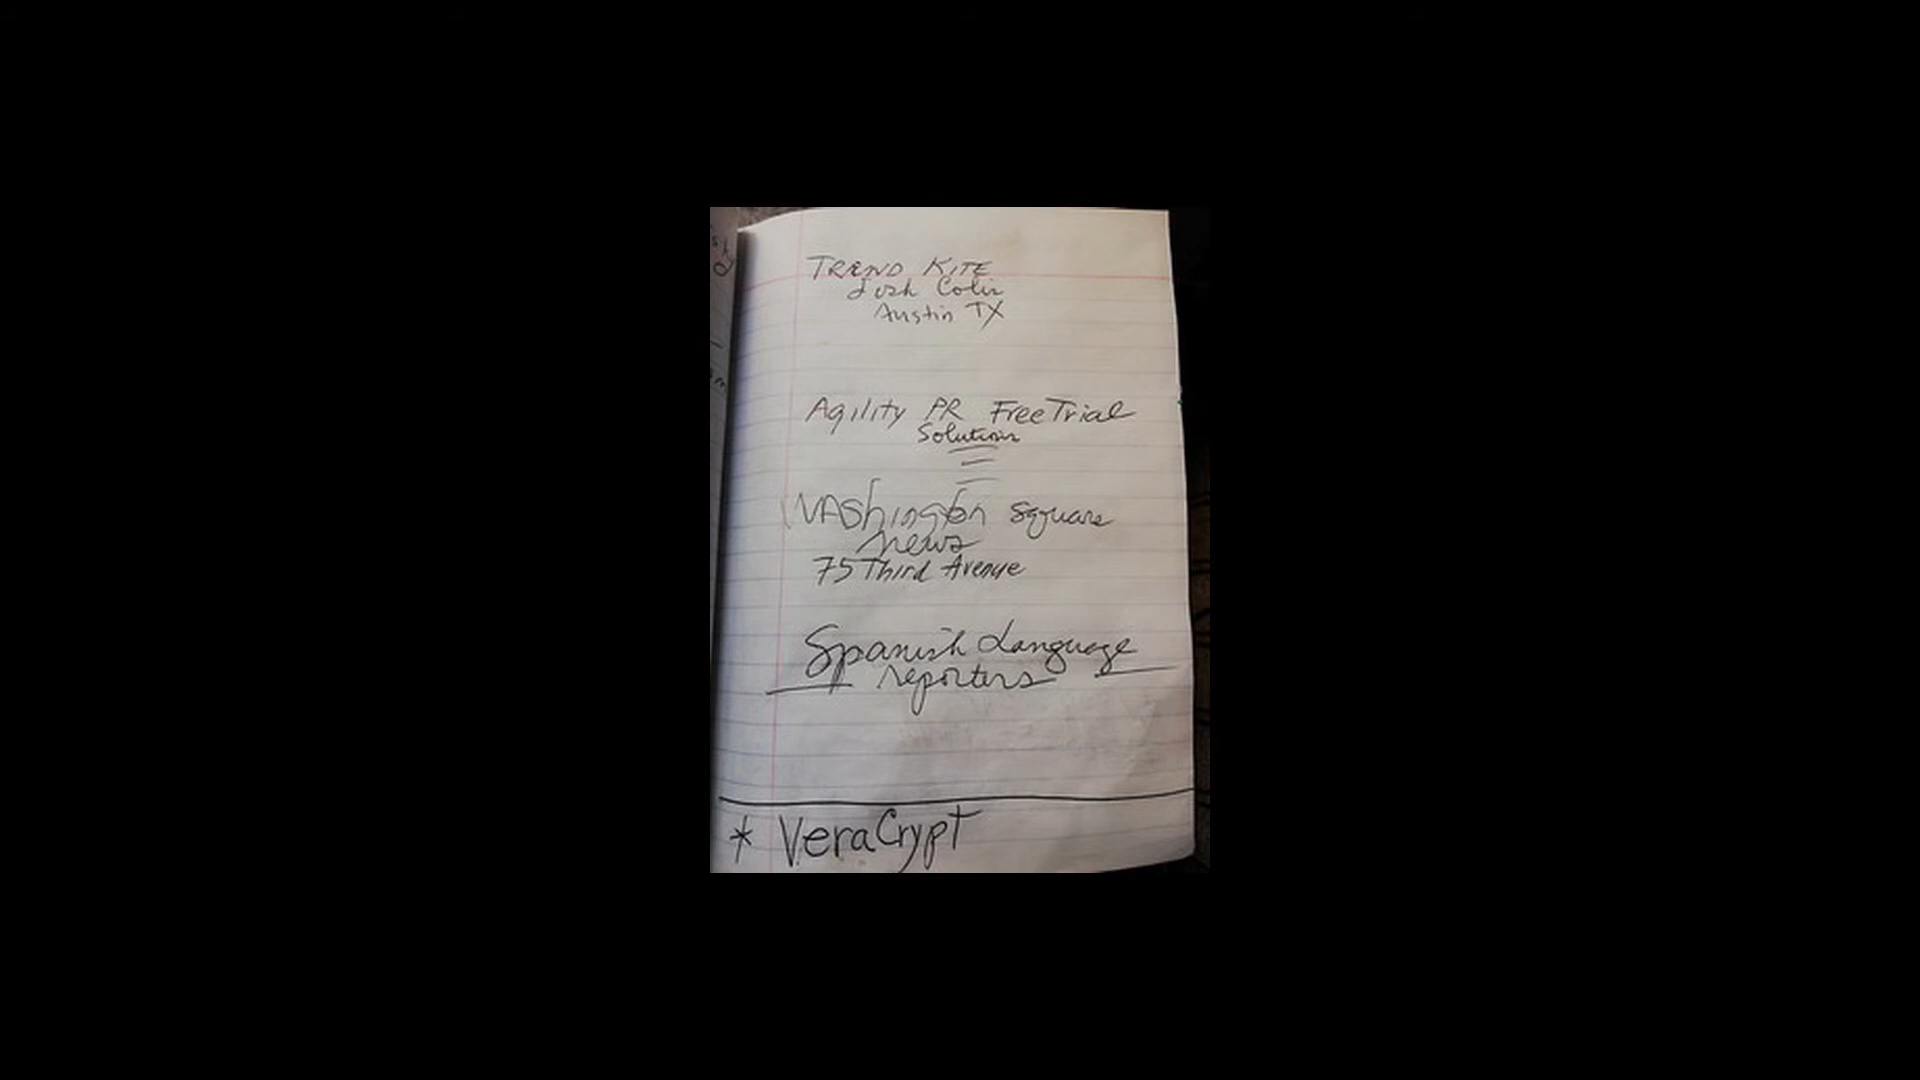 TREND KITE
Josh Colin
Austin TX
Agility PR Free Trial
Solutions
WAShington Square
News
75 Third Avenue
Spanish Language
reporters
* VeraCrypt